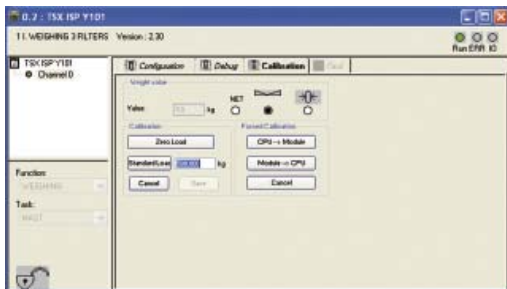 0.2 : TSX ISP Y101
11. WEIGHING 3 FILTERS Version : 2.30
Run ERR IO
TSX ISP Y101
Channel 0
Configuration Debug Calibration
Weight value
Value kg NET
Calibration
Forced Calibration
Zero Load
CPU --> Module
Standard Load kg
Module -> CPU
Cancel Save
Cancel
Function:
WEIGHING
Task:
MAST